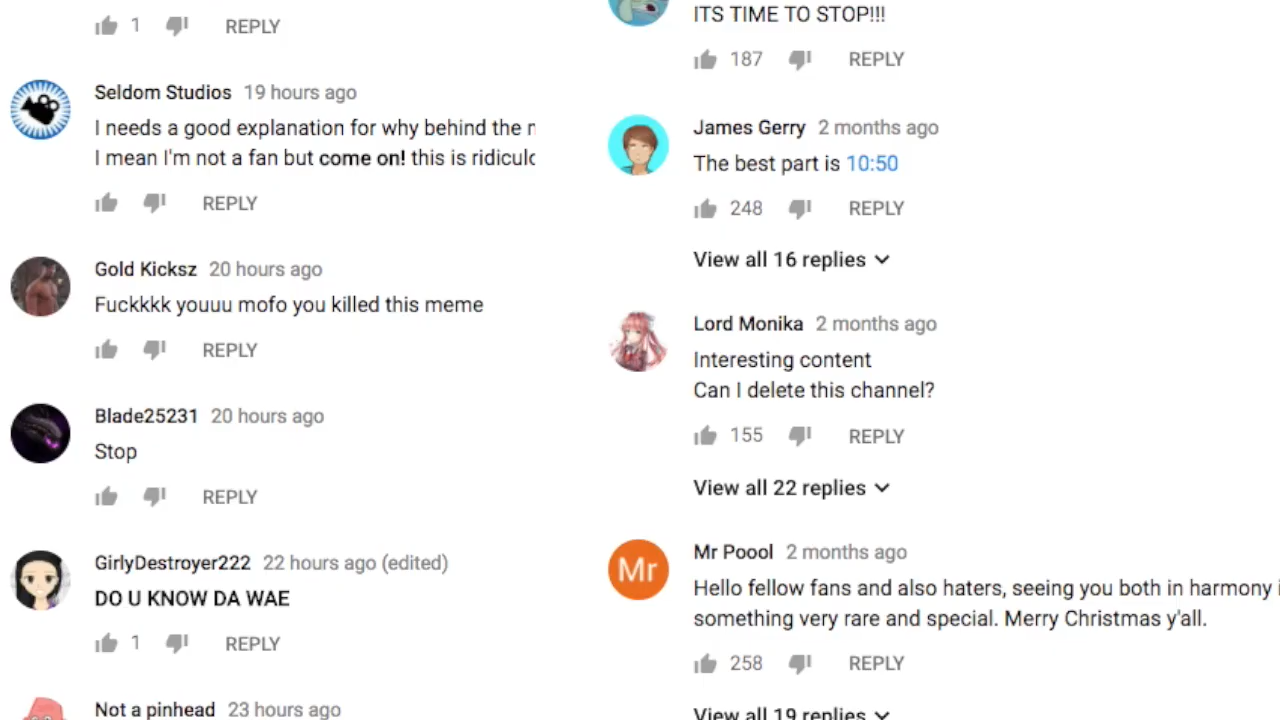 1 REPLY
Seldom Studios 19 hours ago
I needs a good explanation for why behind the
I mean I'm not a fan but come on! this is
REPLY
Gold Kicksz 20 hours ago
Fuckkkk youuu mofo you killed this meme
REPLY
Blade25231 20 hours ago
Stop
REPLY
GirlyDestroyer222 22 hours ago (edited)
DO U KNOW DA WAE
1 REPLY
Not a pinhead 23 hours ago
ITS TIME TO STOP!!!
187 REPLY
James Gerry 2 months ago
The best part is 10:50
248 REPLY
View all 16 replies
Lord Monika 2 months ago
Interesting content
Can I delete this channel?
155 REPLY
View all 22 replies
Mr
Mr Poool 2 months ago
Hello fellow fans and also haters, seeing you both in harmony
something very rare and special. Merry Christmas y'all.
258 REPLY
View all 19 replies